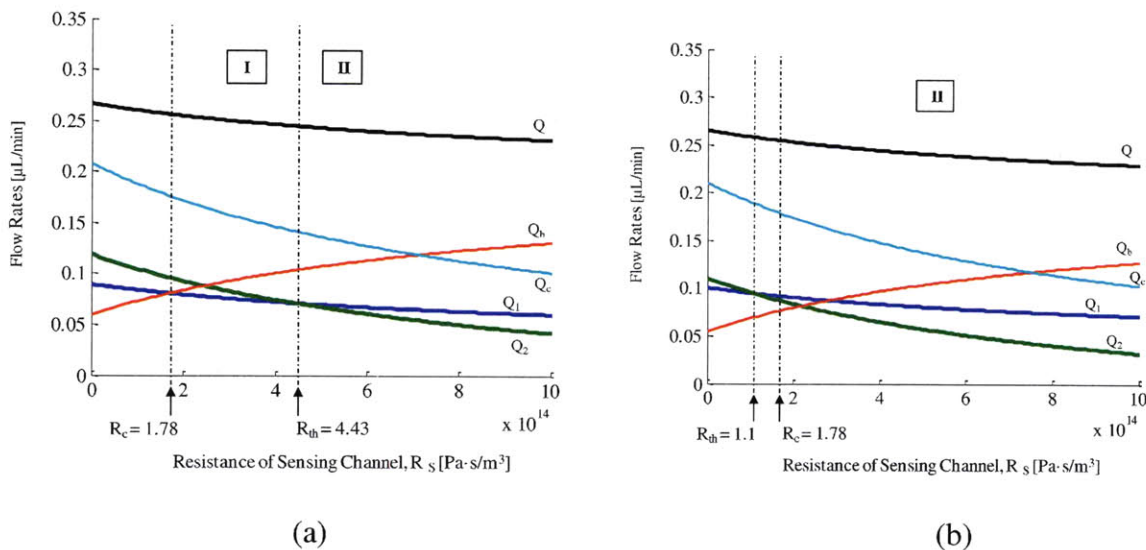 0.35
0.3
0.25
0.2
0.15
0.1
0.05
0
Flow Rates [µL/min]
I
II
Q
Q_b
Q_c
Q_1
Q_2
0 2 4 6 8 10
x 10^14
R_c = 1.78
R_th = 4.43
Resistance of Sensing Channel, R_S [Pa·s/m³]
(a)
0.35
0.3
0.25
0.2
0.15
0.1
0.05
0
Flow Rates [µL/min]
II
Q
Q_b
Q_c
Q_1
Q_2
0 2 4 6 8 10
x 10^14
R_th = 1.1
R_c = 1.78
Resistance of Sensing Channel, R_S [Pa·s/m³]
(b)